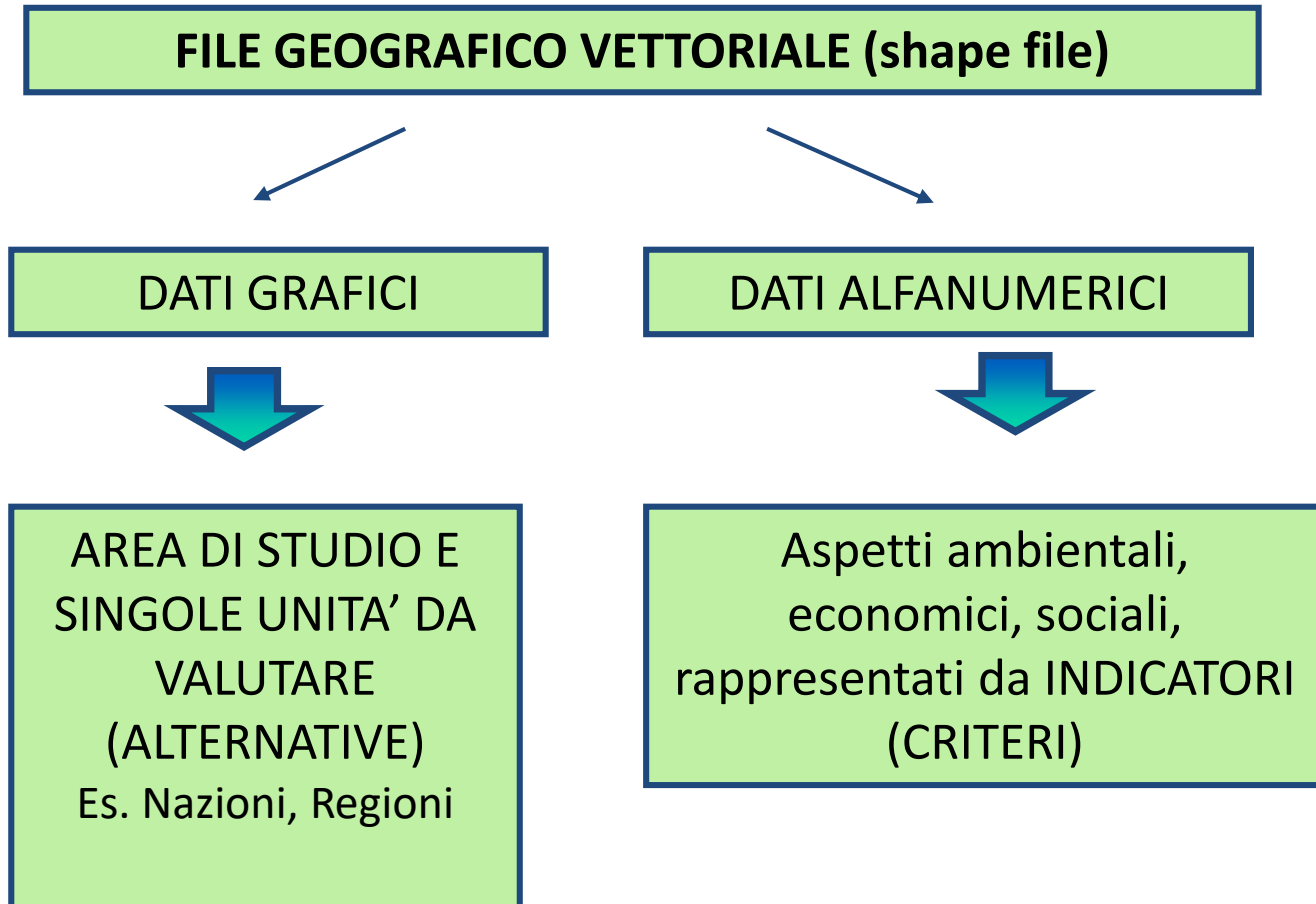 FILE GEOGRAFICO VETTORIALE (shape file)
DATI GRAFICI
DATI ALFANUMERICI
AREA DI STUDIO E
SINGOLE UNITA’ DA
VALUTARE
(ALTERNATIVE)
Es. Nazioni, Regioni
Aspetti ambientali,
economici, sociali,
rappresentati da INDICATORI
(CRITERI)